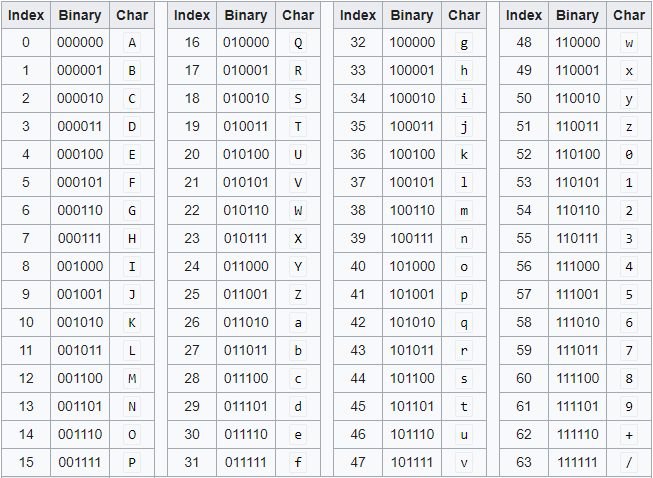 Index Binary Char Index Binary Char Index Binary Char Index Binary Char
0 000000 A 16 010000 Q 32 100000 g 48 110000 w
1 000001 B 17 010001 R 33 100001 h 49 110001 x
2 000010 C 18 010010 S 34 100010 i 50 110010 y
3 000011 D 19 010011 T 35 100011 j 51 110011 z
4 000100 E 20 010100 U 36 100100 k 52 110100 0
5 000101 F 21 010101 V 37 100101 l 53 110101 1
6 000110 G 22 010110 W 38 100110 m 54 110110 2
7 000111 H 23 010111 X 39 100111 n 55 110111 3
8 001000 I 24 011000 Y 40 101000 o 56 111000 4
9 001001 J 25 011001 Z 41 101001 p 57 111001 5
10 001010 K 26 011010 a 42 101010 q 58 111010 6
11 001011 L 27 011011 b 43 101011 r 59 111011 7
12 001100 M 28 011100 c 44 101100 s 60 111100 8
13 001101 N 29 011101 d 45 101101 t 61 111101 9
14 001110 O 30 011110 e 46 101110 u 62 111110 +
15 001111 P 31 011111 f 47 101111 v 63 111111 /